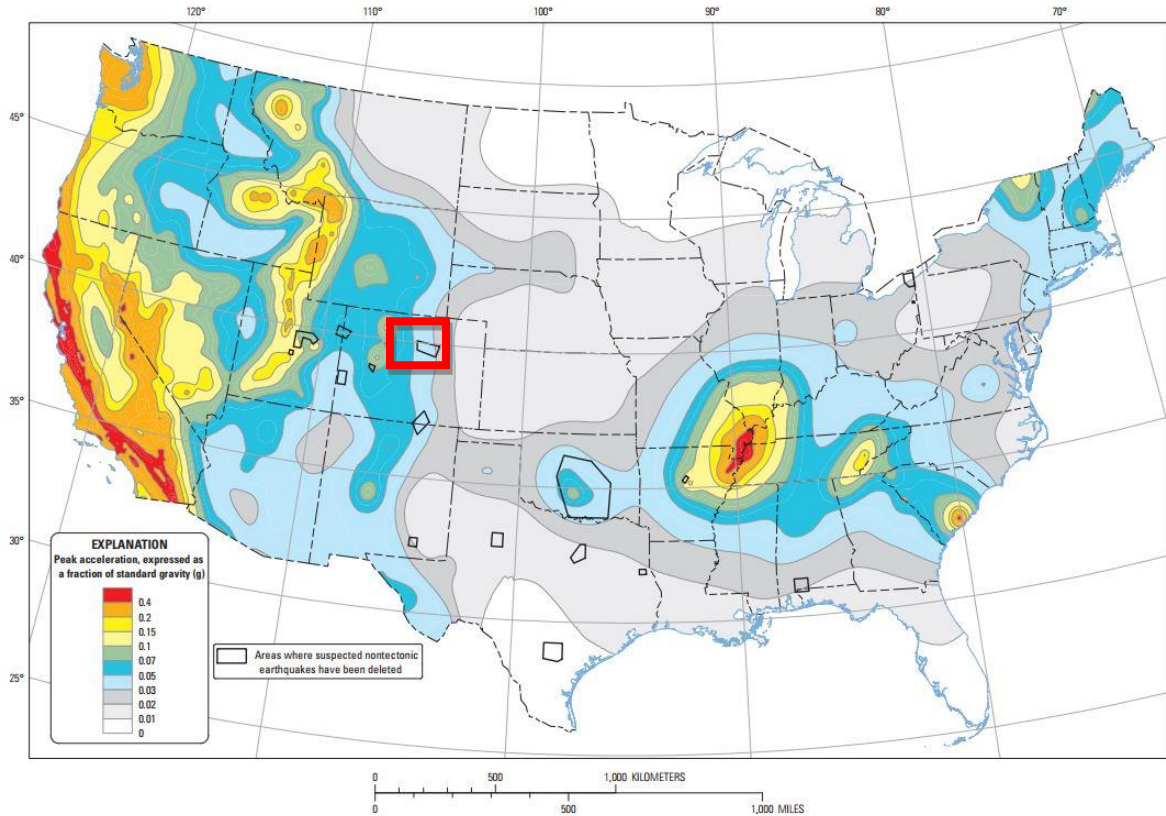 120° 110° 100° 90° 80° 70°
45°
40°
35°
30°
25°
EXPLANATION
Peak acceleration, expressed as
a fraction of standard gravity (g)
0.4
0.2
0.15
0.1
0.07
0.05
0.03
0.02
0.01
0
Areas where suspected nontectonic
earthquakes have been deleted
0 500 1,000 KILOMETERS
0 500 1,000 MILES